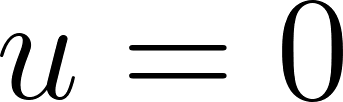 u = 0